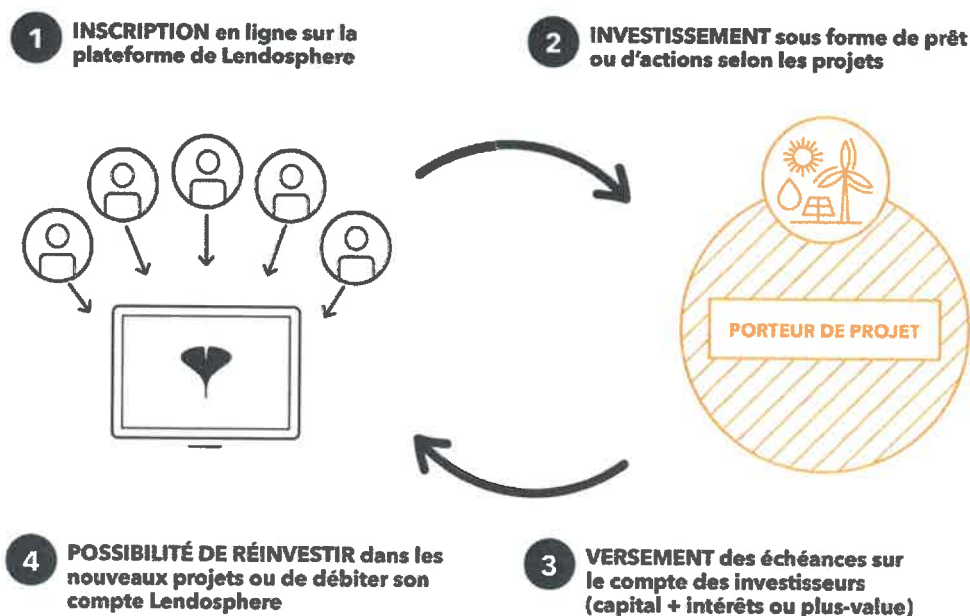 1
INSCRIPTION en ligne sur la
plateforme de Lendosphere
2
INVESTISSEMENT sous forme de prêt
ou d'actions selon les projets
PORTEUR DE PROJET
3
VERSEMENT des échéances sur
le compte des investisseurs
(capital + intérêts ou plus-value)
4
POSSIBILITÉ DE RÉINVESTIR dans les
nouveaux projets ou de débiter son
compte Lendosphere